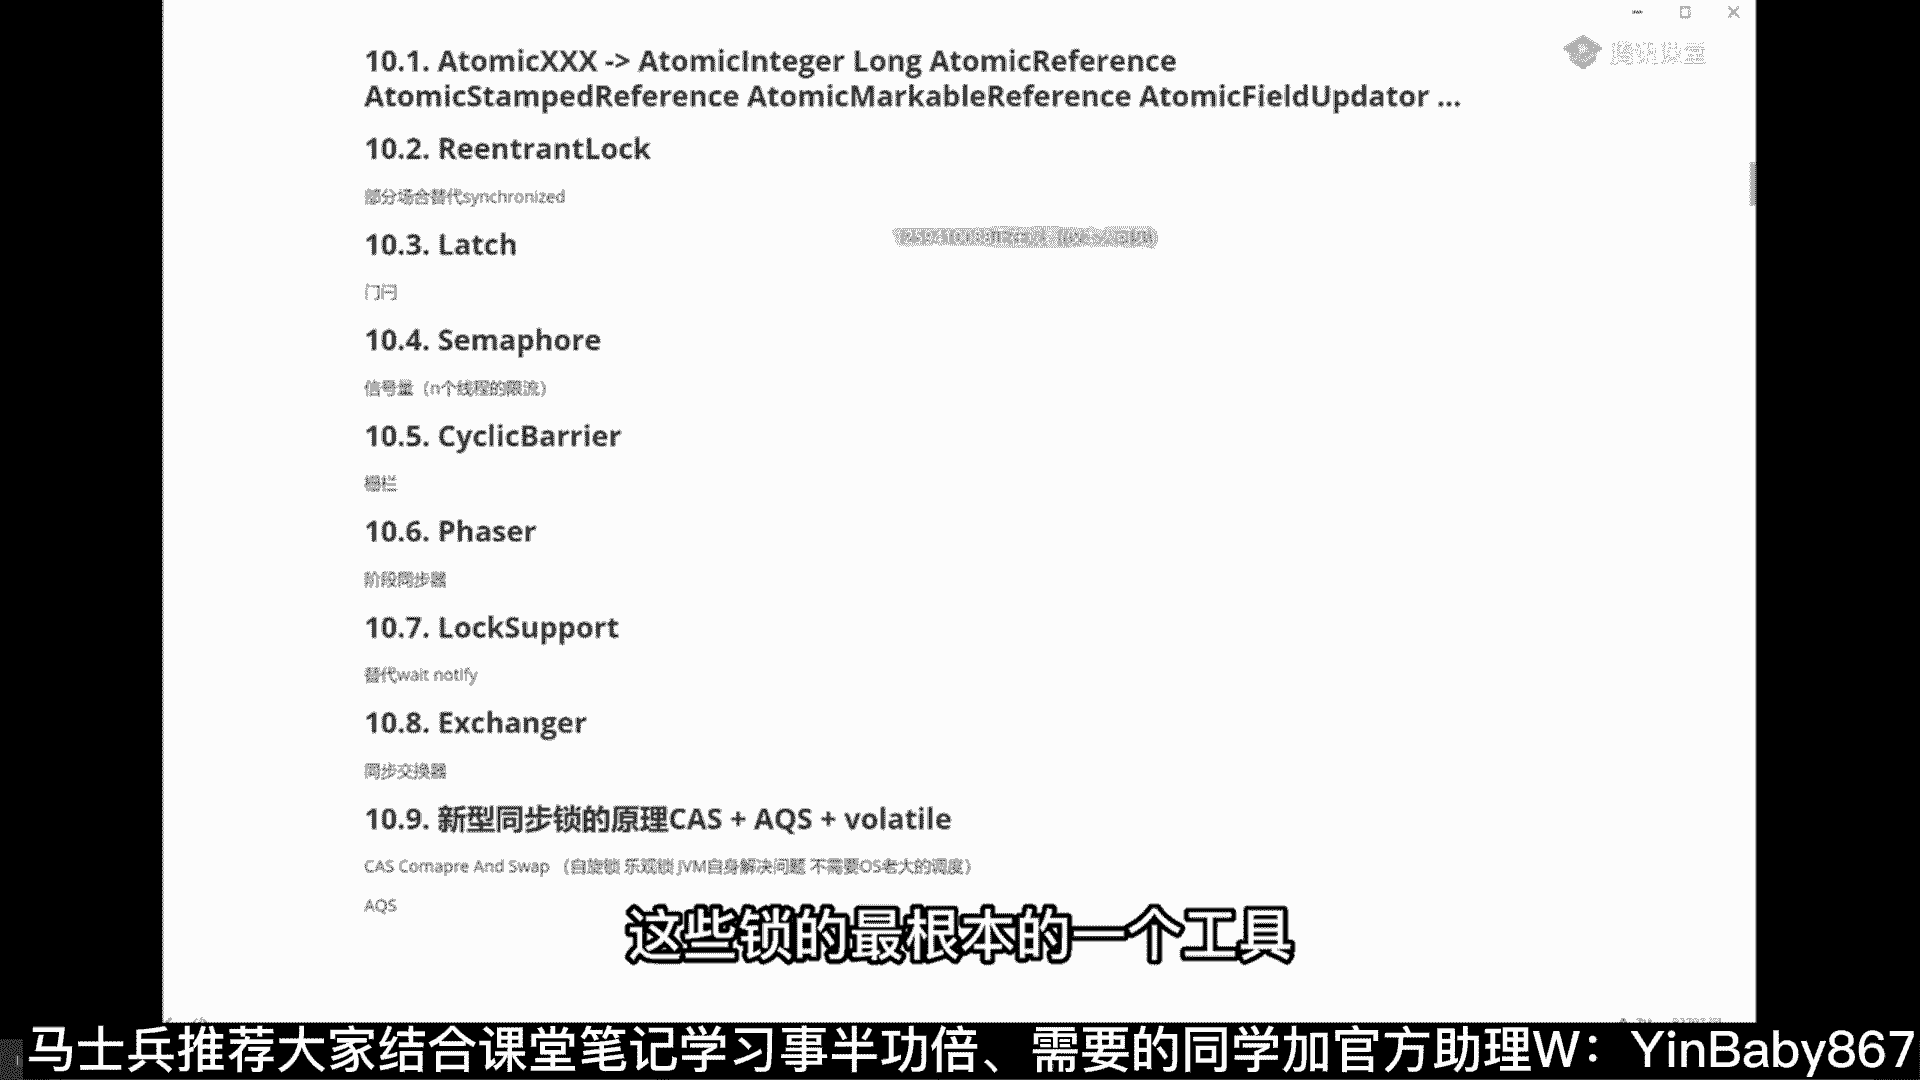 腾讯课堂
10.1. AtomicXXX -> AtomicInteger Long AtomicReference
AtomicStampedReference AtomicMarkableReference AtomicFieldUpdator ...
10.2. ReentrantLock
部分场合替代synchronized
10.3. Latch
门闩
10.4. Semaphore
信号量（n个线程的限流）
10.5. CyclicBarrier
栅栏
10.6. Phaser
阶段同步器
10.7. LockSupport
替代wait notify
10.8. Exchanger
同步交换器
10.9. 新型同步锁的原理CAS + AQS + volatile
CAS Comapre And Swap （自旋锁 乐观锁 JVM自身解决问题 不需要OS老大的调度）
AQS
这些锁的最根本的一个工具
马士兵推荐大家结合课堂笔记学习事半功倍、需要的同学加官方助理W：YinBaby867